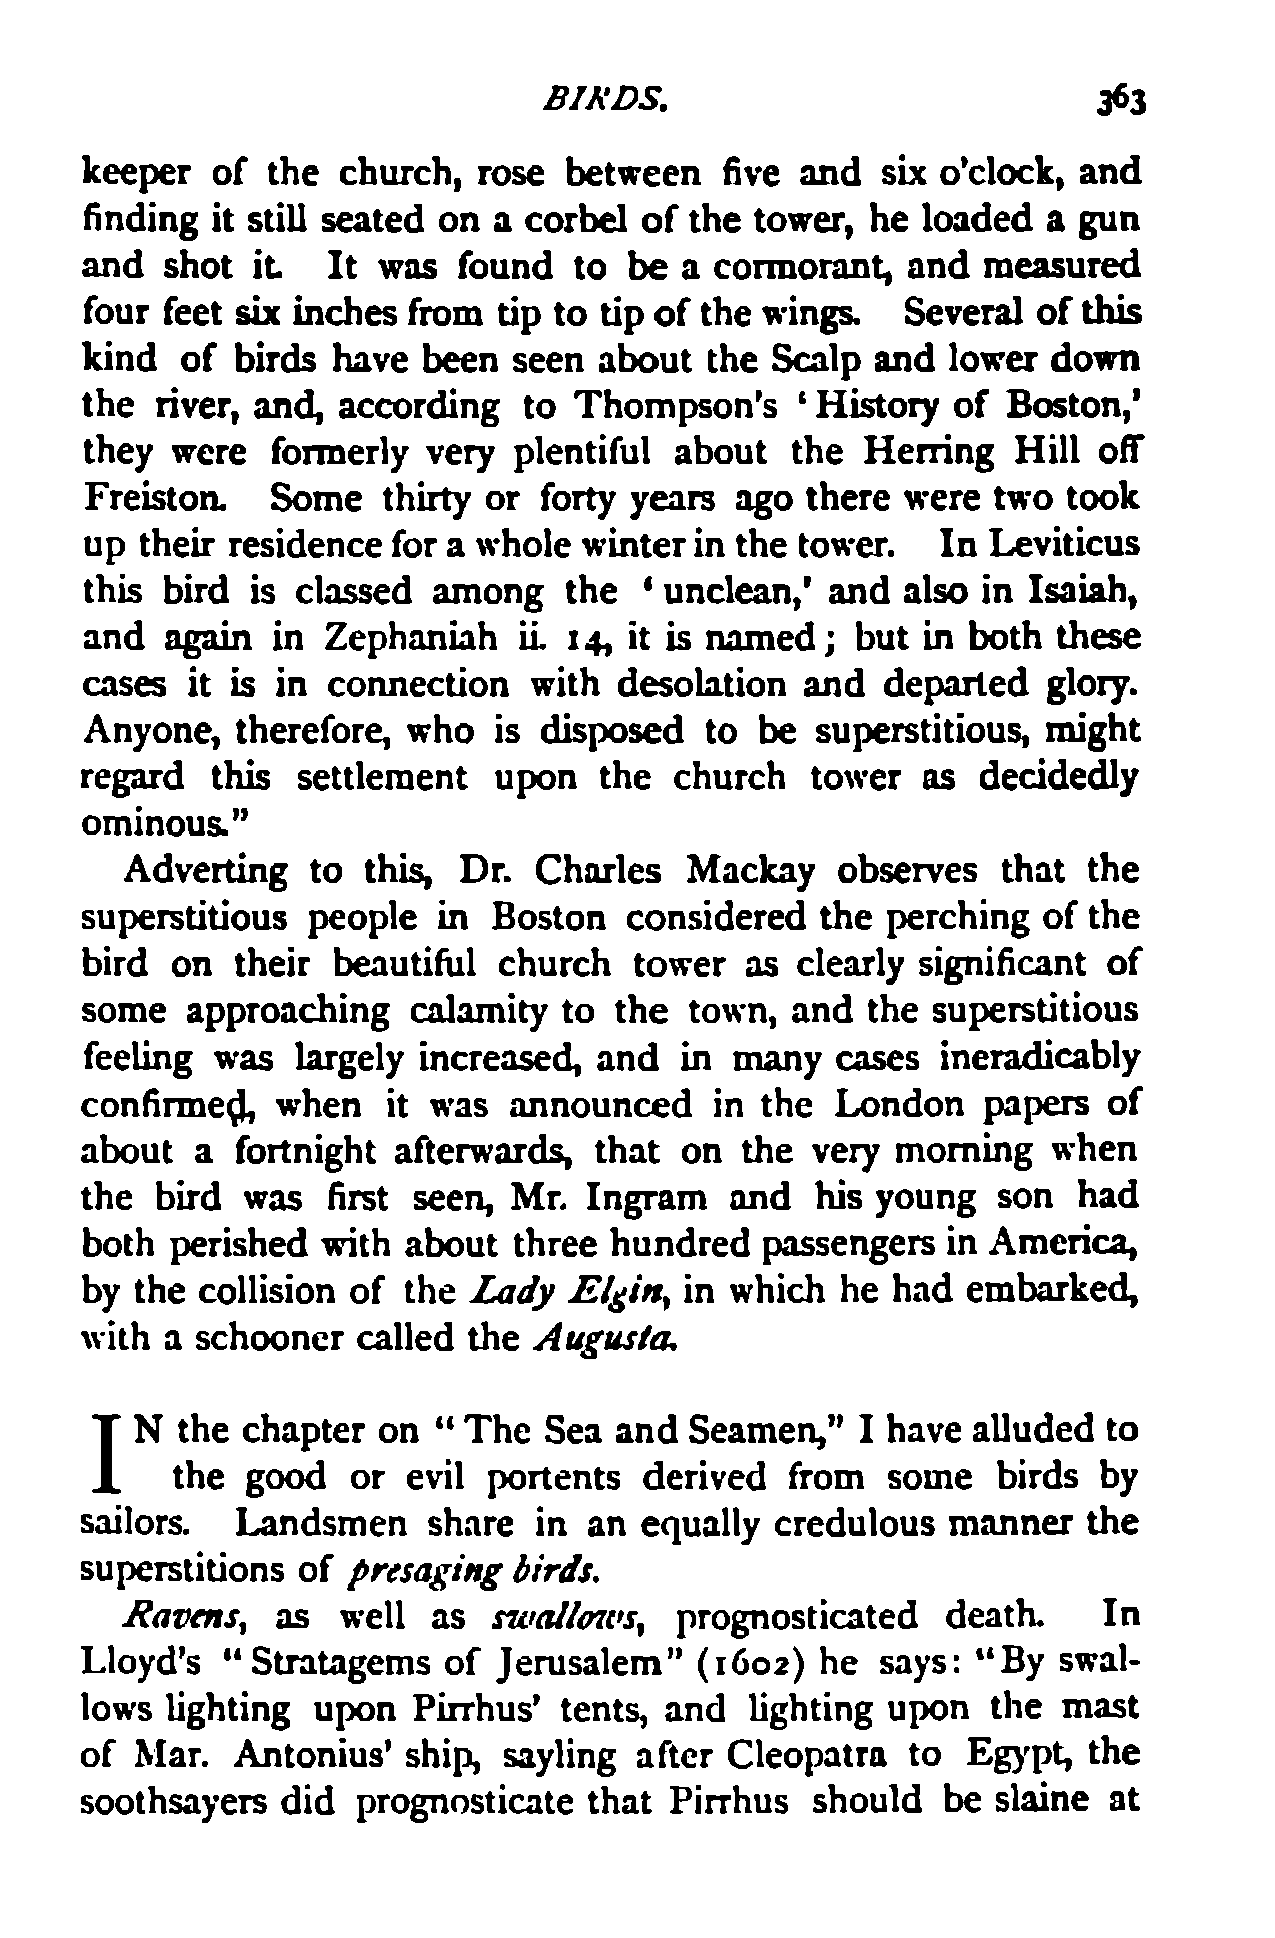 BIRDS. 363
keeper of the church, rose between five and six o'clock, and
finding it still seated on a corbel of the tower, he loaded a gun
and shot it. It was found to be a cormorant, and measured
four feet six inches from tip to tip of the wings. Several of this
kind of birds have been seen about the Scalp and lower down
the river, and, according to Thompson's ‘History of Boston,’
they were formerly very plentiful about the Herring Hill off
Freiston. Some thirty or forty years ago there were two took
up their residence for a whole winter in the tower. In Leviticus
this bird is classed among the ‘unclean,’ and also in Isaiah,
and again in Zephaniah ii. 14, it is named; but in both these
cases it is in connection with desolation and departed glory.
Anyone, therefore, who is disposed to be superstitious, might
regard this settlement upon the church tower as decidedly
ominous.”
Adverting to this, Dr. Charles Mackay observes that the
superstitious people in Boston considered the perching of the
bird on their beautiful church tower as clearly significant of
some approaching calamity to the town, and the superstitious
feeling was largely increased, and in many cases ineradicably
confirmed, when it was announced in the London papers of
about a fortnight afterwards, that on the very morning when
the bird was first seen, Mr. Ingram and his young son had
both perished with about three hundred passengers in America,
by the collision of the Lady Elgin, in which he had embarked,
with a schooner called the Augusta.
IN the chapter on “The Sea and Seamen,” I have alluded to
the good or evil portents derived from some birds by
sailors. Landsmen share in an equally credulous manner the
superstitions of presaging birds.
Ravens, as well as swallows, prognosticated death. In
Lloyd's “Stratagems of Jerusalem” (1602) he says: “By swal-
lows lighting upon Pirrhus’ tents, and lighting upon the mast
of Mar. Antonius’ ship, sayling after Cleopatra to Egypt, the
soothsayers did prognosticate that Pirrhus should be slaine at